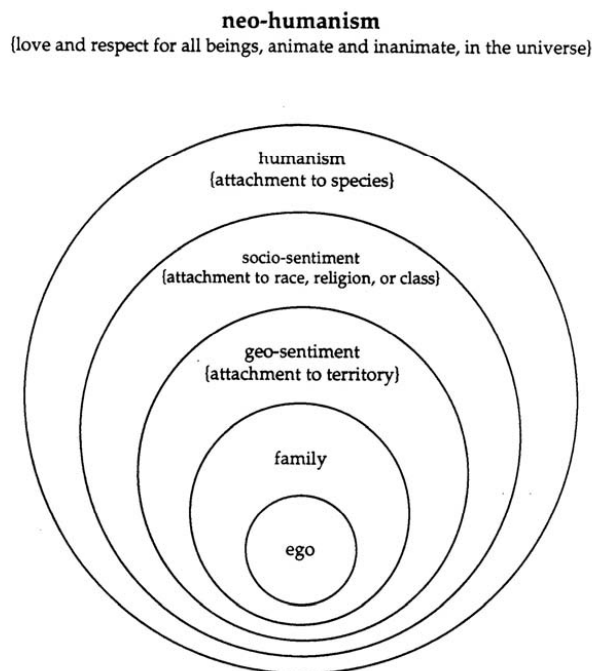 neo-humanism
{love and respect for all beings, animate and inanimate, in the universe}
humanism
{attachment to species}
socio-sentiment
{attachment to race, religion, or class}
geo-sentiment
{attachment to territory}
family
ego